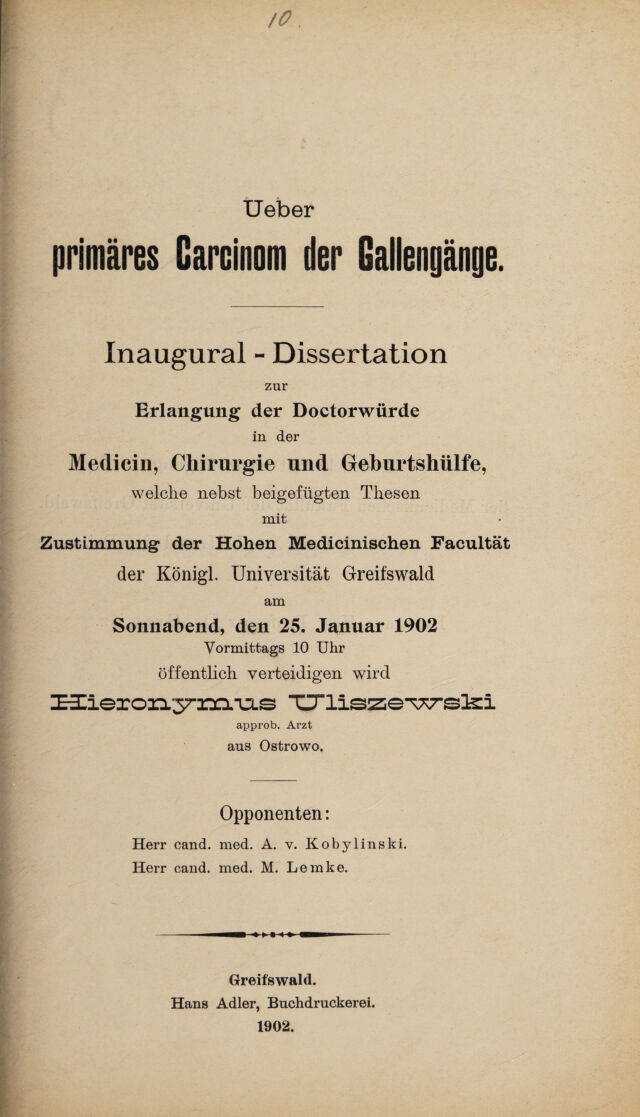 10.
Ueber
primäres Carcinom der Gallengänge.
Inaugural - Dissertation
zur
Erlangung der Doctorwürde
in der
Medicin, Chirurgie und Geburtshülfe,
welche nebst beigefügten Thesen
mit
Zustimmung der Hohen Medicinischen Facultät
der Königl. Universität Greifswald
am
Sonnabend, den 25. Januar 1902
Vormittags 10 Uhr
öffentlich verteidigen wird
Hieronymus Uliszewski
approb. Arzt
aus Ostrowo.
Opponenten:
Herr cand. med. A. v. Kobylinski.
Herr cand. med. M. Lemke.
Greifswald.
Hans Adler, Buchdruckerei.
1902.